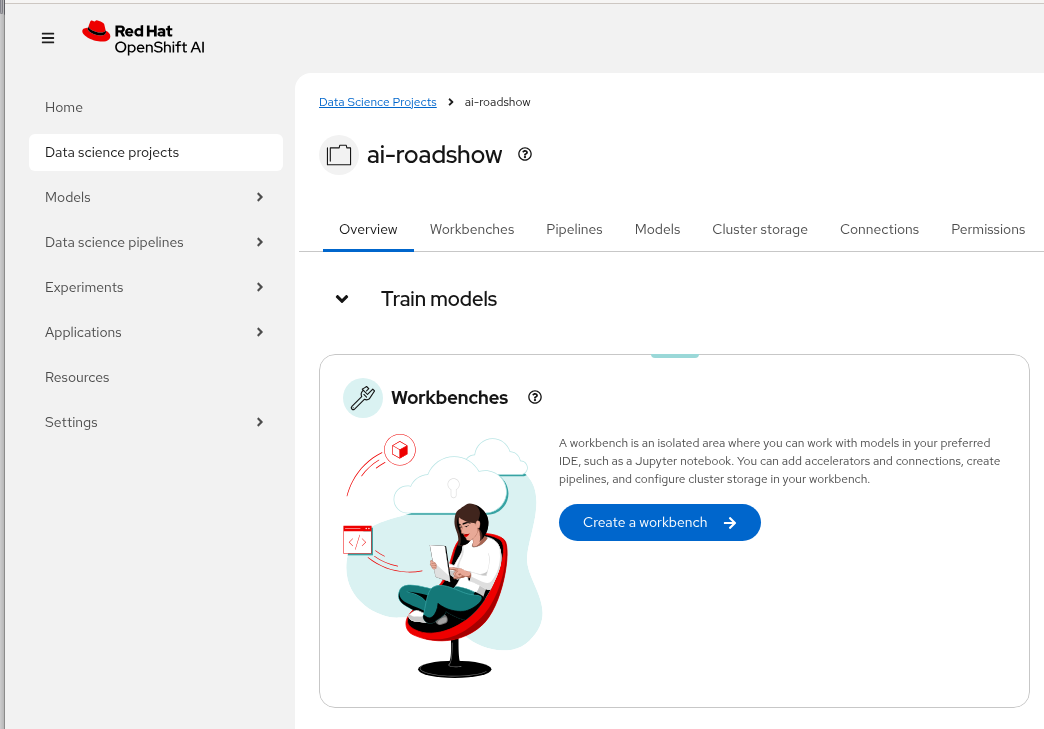 Red Hat
OpenShift AI
Home
Data science projects
Models
Data science pipelines
Experiments
Applications
Resources
Settings
Data Science Projects > ai-roadshow
ai-roadshow
Overview Workbenches Pipelines Models Cluster storage Connections Permissions
Train models
Workbenches
A workbench is an isolated area where you can work with models in your preferred
IDE, such as a Jupyter notebook. You can add accelerators and connections, create
pipelines, and configure cluster storage in your workbench.
Create a workbench